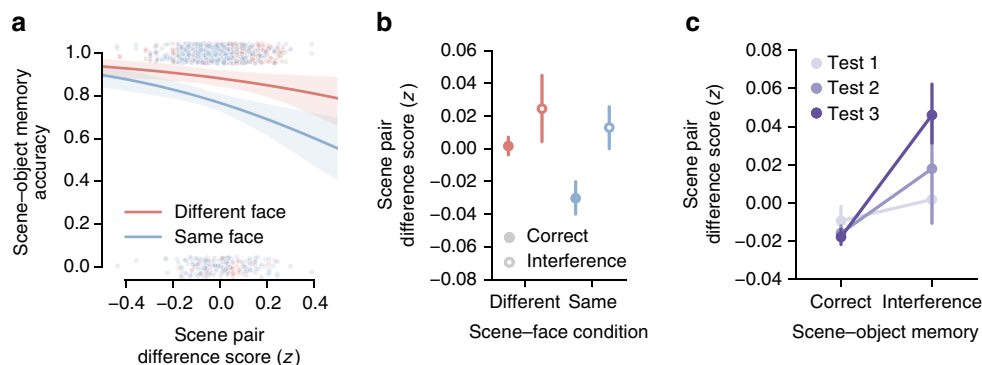 a
Scene–object memory
accuracy
1.0
0.8
0.6
0.4
0.2
0.0
Different face
Same face
−0.4 −0.2 0.0 0.2 0.4
Scene pair
difference score (z)
b
Scene pair
difference score (z)
0.06
0.04
0.02
0.00
−0.02
−0.04
−0.06
−0.08
Correct
Interference
Different Same
Scene–face condition
c
Scene pair
difference score (z)
0.08
0.06
0.04
0.02
0.00
−0.02
−0.04
Test 1
Test 2
Test 3
Correct Interference
Scene–object memory